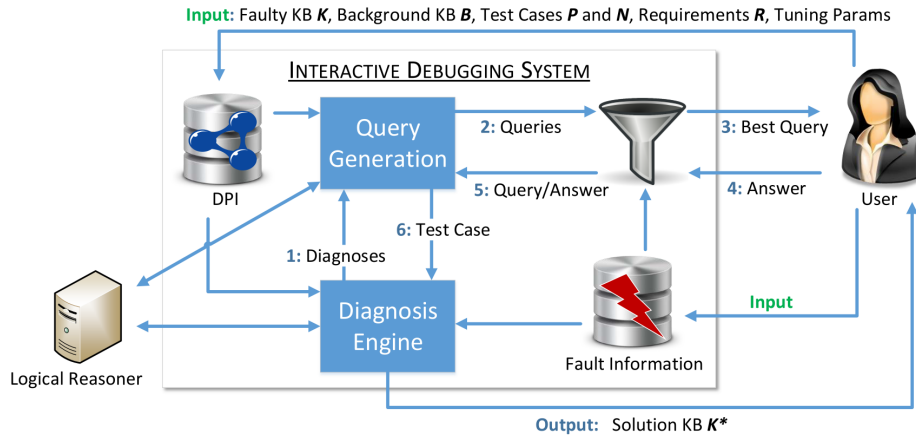 Input: Faulty KB K, Background KB B, Test Cases P and N, Requirements R, Tuning Params
INTERACTIVE DEBUGGING SYSTEM
Query
Generation
2: Queries
3: Best Query
5: Query/Answer
4: Answer
DPI
User
6: Test Case
1: Diagnoses
Diagnosis
Engine
Input
Fault Information
Logical Reasoner
Output: Solution KB K*